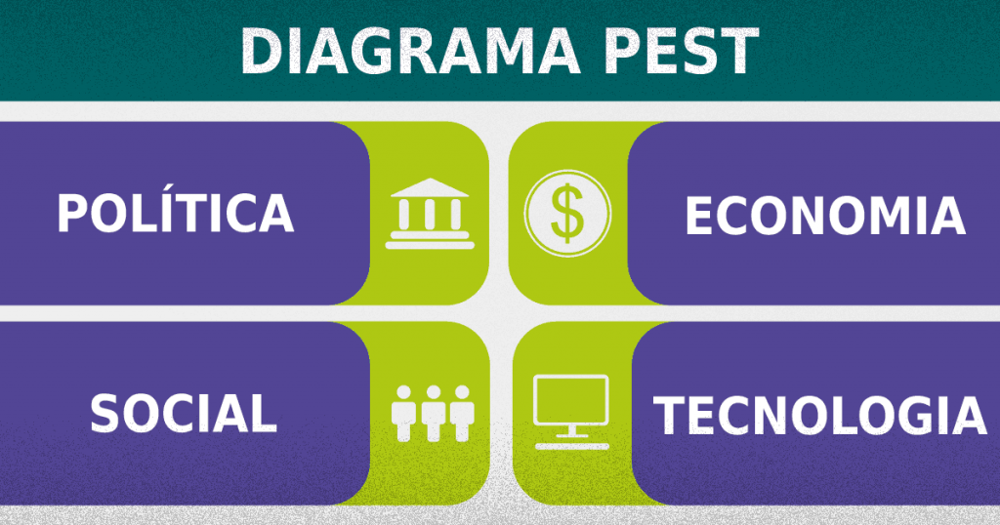 DIAGRAMA PEST
POLÍTICA
ECONOMIA
SOCIAL
TECNOLOGIA
$